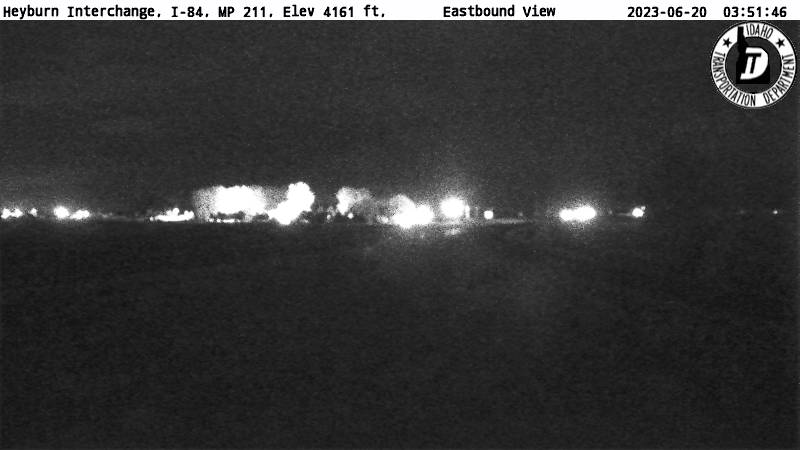 Heyburn Interchange, I-84, MP 211, Elev 4161 ft, Eastbound View 2023-06-20 03:51:46
IDAHO
TRANSPORTATION DEPARTMENT